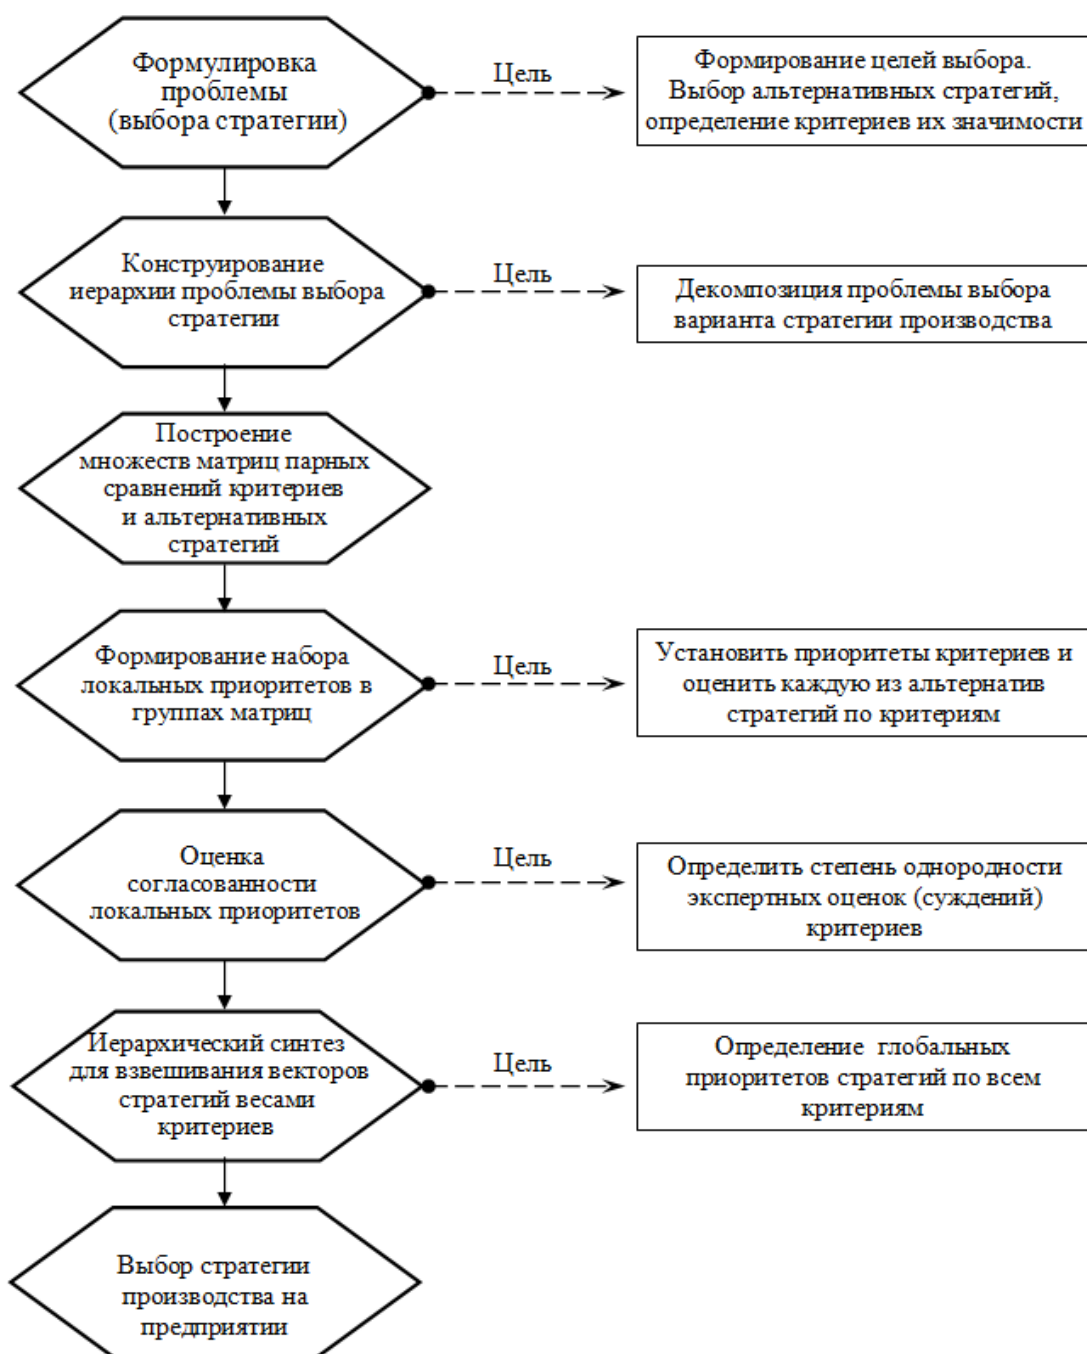 Формулировка
проблемы
(выбора стратегии)
Цель
Формирование целей выбора.
Выбор альтернативных стратегий,
определение критериев их значимости
Конструирование
иерархии проблемы выбора
стратегии
Цель
Декомпозиция проблемы выбора
варианта стратегии производства
Построение
множеств матриц парных
сравнений критериев
и альтернативных
стратегий
Формирование набора
локальных приоритетов в
группах матриц
Цель
Установить приоритеты критериев и
оценить каждую из альтернатив
стратегий по критериям
Оценка
согласованности
локальных приоритетов
Цель
Определить степень однородности
экспертных оценок (суждений)
критериев
Иерархический синтез
для взвешивания векторов
стратегий весами
критериев
Цель
Определение глобальных
приоритетов стратегий по всем
критериям
Выбор стратегии
производства на
предприятии